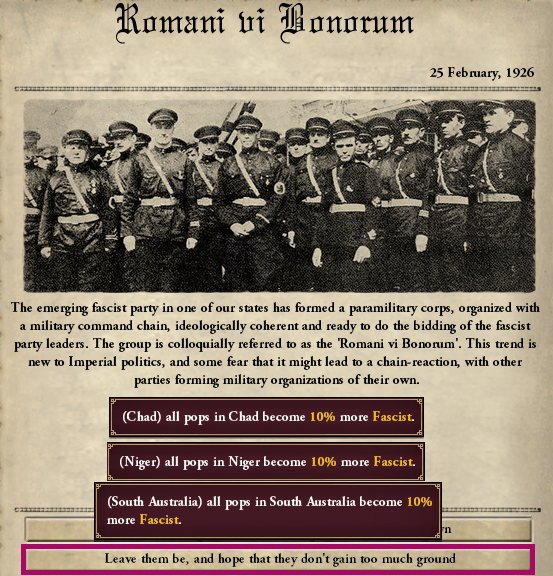 Romani vi Bonorum
25 February, 1926
The emerging fascist party in one of our states has formed a paramilitary corps, organized with
a military command chain, ideologically coherent and ready to do the bidding of the fascist
party leaders. The group is colloquially referred to as the 'Romani vi Bonorum'. This trend is
new to Imperial politics, and some fear that it might lead to a chain-reaction, with other
parties forming military organizations of their own.
(Chad) all pops in Chad become 10% more Fascist.
(Niger) all pops in Niger become 10% more Fascist.
(South Australia) all pops in South Australia become 10%
more Fascist.
Leave them be, and hope that they don't gain too much ground